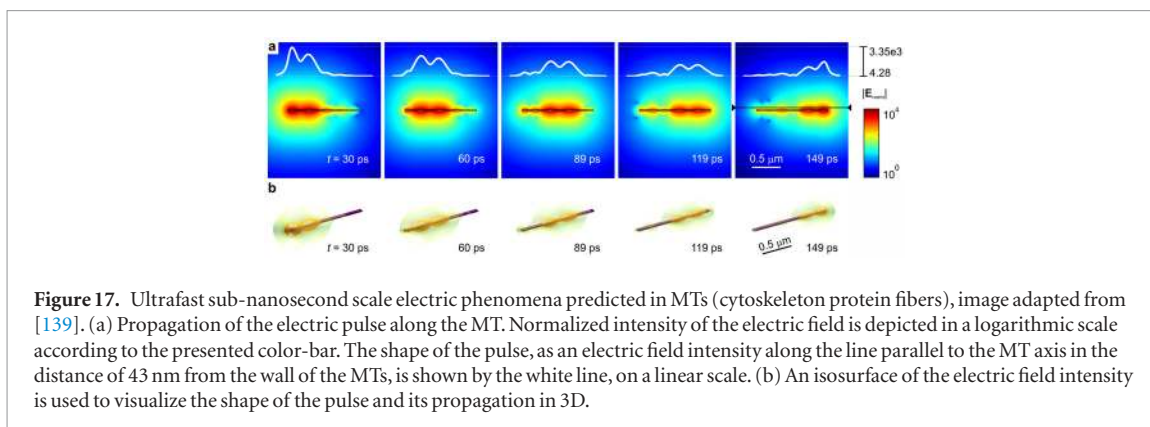 a
3.35e3
4.28
|E
10⁴
t = 30 ps
60 ps
89 ps
119 ps
0.5 µm
149 ps
10⁰
b
t = 30 ps
60 ps
89 ps
119 ps
0.5 µm
149 ps
Figure 17. Ultrafast sub-nanosecond scale electric phenomena predicted in MTs (cytoskeleton protein fibers), image adapted from
[139]. (a) Propagation of the electric pulse along the MT. Normalized intensity of the electric field is depicted in a logarithmic scale
according to the presented color-bar. The shape of the pulse, as an electric field intensity along the line parallel to the MT axis in the
distance of 43 nm from the wall of the MTs, is shown by the white line, on a linear scale. (b) An isosurface of the electric field intensity
is used to visualize the shape of the pulse and its propagation in 3D.